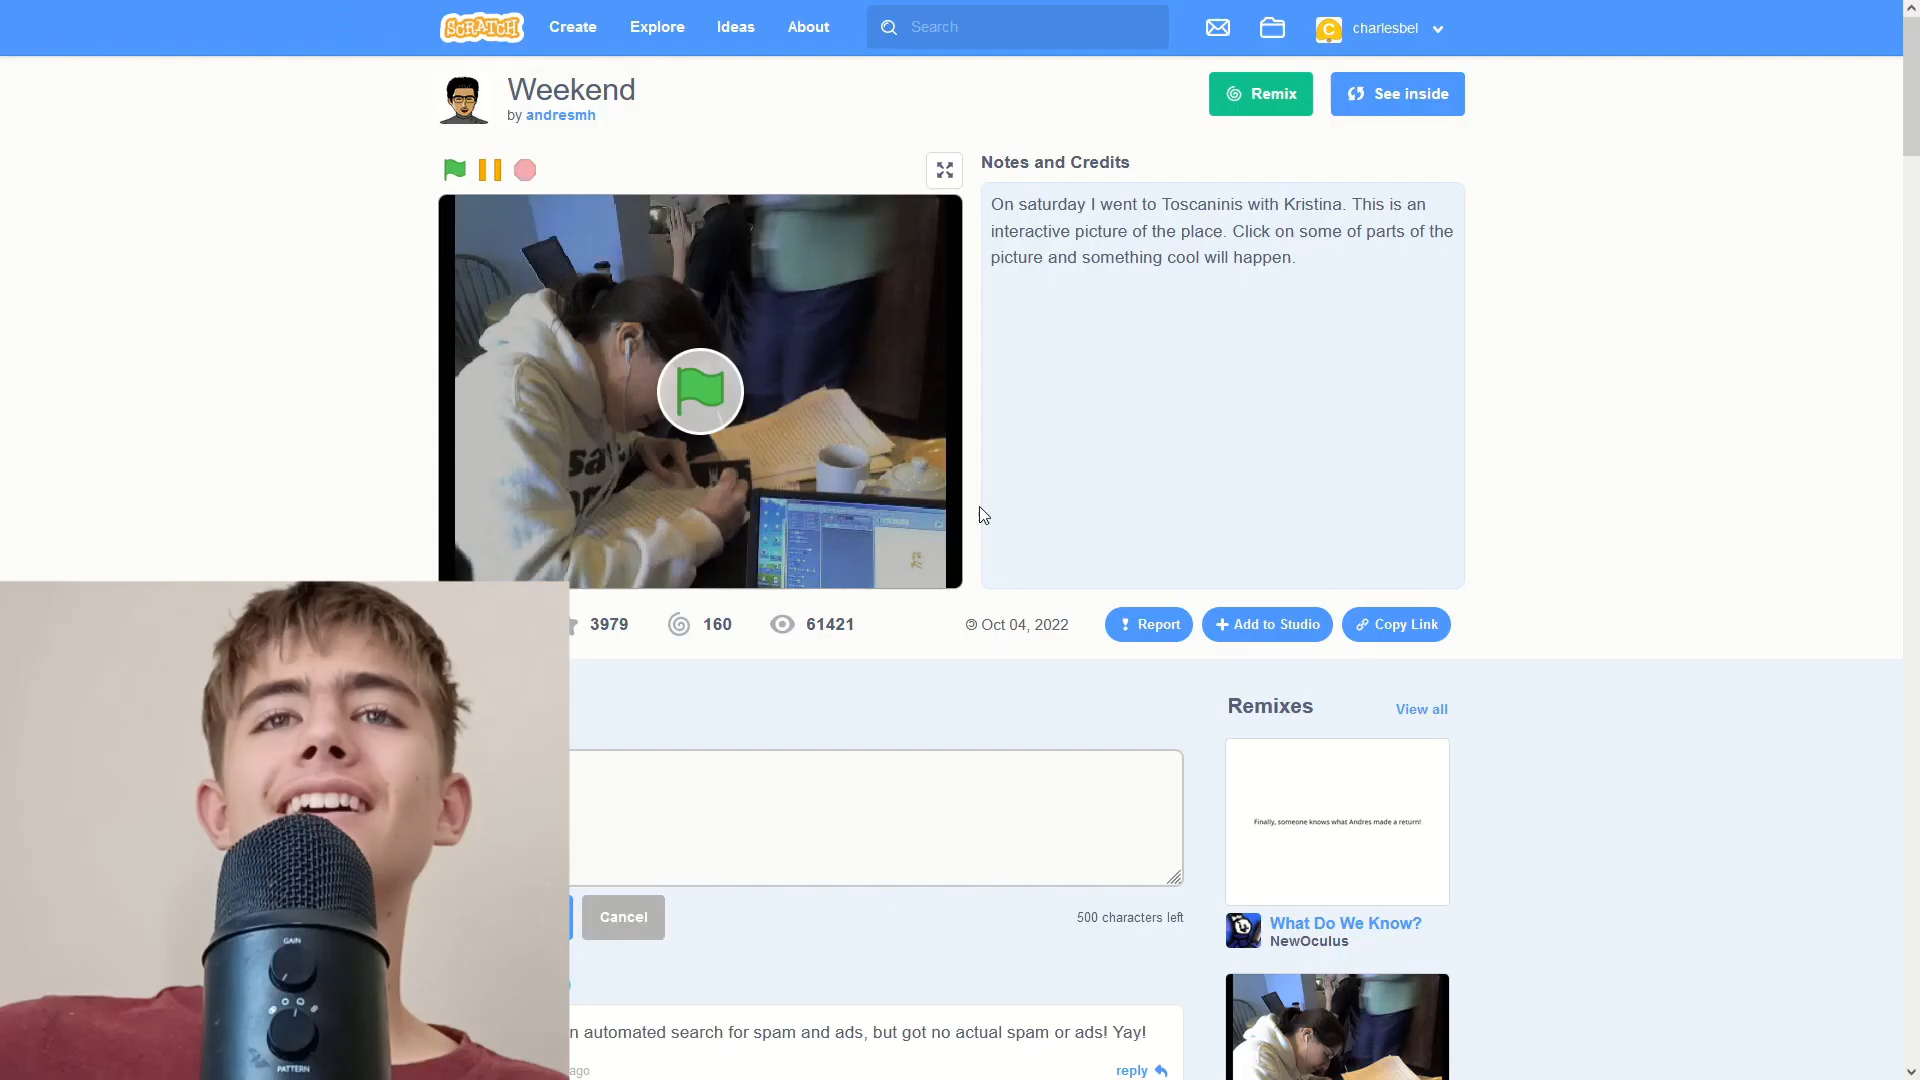 SCRATCH Create Explore Ideas About Search charlesbel
Weekend
by andresmh
Remix See inside
Notes and Credits
On saturday I went to Toscaninis with Kristina. This is an
interactive picture of the place. Click on some of parts of the
picture and something cool will happen.
3979 160 61421 Oct 04, 2022 Report Add to Studio Copy Link
Remixes View all
Finally, someone knows what Andres made a return!
Cancel 500 characters left
What Do We Know?
NewOculus
n automated search for spam and ads, but got no actual spam or ads! Yay!
ago reply
GAIN
PATTERN